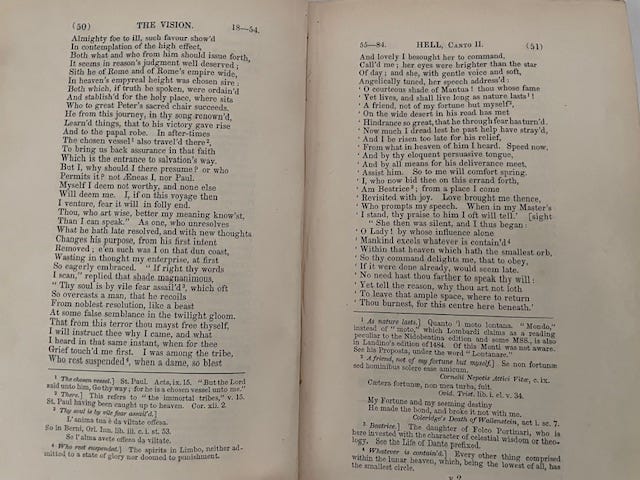 (50) THE VISION. 18—54.
Almighty foe to ill, such favour show'd
In contemplation of the high effect,
Both what and who from him should issue forth,
It seems in reason's judgment well deserved;
Sith he of Rome and of Rome's empire wide,
In heaven's empyreal height was chosen sire:
Both which, if truth be spoken, were ordain'd
And stablish'd for the holy place, where sits
Who to great Peter's sacred chair succeeds.
He from this journey, in thy song renown'd,
Learn'd things, that to his victory gave rise
And to the papal robe. In after-times
The chosen vessel¹ also travel'd there²,
To bring us back assurance in that faith
Which is the entrance to salvation's way.
But I, why should I there presume? or who
Permits it? not Æneas I, nor Paul.
Myself I deem not worthy, and none else
Will deem me. I, if on this voyage then
I venture, fear it will in folly end.
Thou, who art wise, better my meaning know'st,
Than I can speak." As one, who unresolves
What he hath late resolved, and with new thoughts
Changes his purpose, from his first intent
Removed; e'en such was I on that dun coast,
Wasting in thought my enterprise, at first
So eagerly embraced. "If right thy words
I scan," replied that shade magnanimous,
"Thy soul is by vile fear assail'd³, which oft
So overcasts a man, that he recoils
From noblest resolution, like a beast
At some false semblance in the twilight gloom.
That from this terror thou mayst free thyself,
I will instruct thee why I came, and what
I heard in that same instant, when for thee
Grief touch'd me first. I was among the tribe,
Who rest suspended⁴, when a dame, so blest
¹ The chosen vessel.] St. Paul. Acts, ix. 15. "But the Lord
said unto him, Go thy way; for he is a chosen vessel unto me."
² There.] This refers to "the immortal tribes," v. 15.
St. Paul having been caught up to heaven. Cor. xii. 2.
³ Thy soul is by vile fear assail'd.]
L'anima tua è da viltate offesa.
So in Berni, Orl. Inn. lib. iii. c. i. st. 53.
Se l'alma avete offesa da viltate.
⁴ Who rest suspended.] The spirits in Limbo, neither ad-
mitted to a state of glory nor doomed to punishment.
55—84. HELL, Canto II. (51)
And lovely I besought her to command,
Call'd me; her eyes were brighter than the star
Of day; and she, with gentle voice and soft,
Angelically tuned, her speech address'd:
'O courteous shade of Mantua! thou whose fame
'Yet lives, and shall live long as nature lasts¹!
'A friend, not of my fortune but myself²,
'On the wide desert in his road has met
'Hindrance so great, that he through fear has turn'd.
'Now much I dread lest he past help have stray'd,
'And I be risen too late for his relief,
'From what in heaven of him I heard. Speed now,
'And by thy eloquent persuasive tongue,
'And by all means for his deliverance meet,
'Assist him. So to me will comfort spring.
'I, who now bid thee on this errand forth,
'Am Beatrice³; from a place I come
'Revisited with joy. Love brought me thence,
'Who prompts my speech. When in my Master's
'I stand, thy praise to him I oft will tell.' [sight
"She then was silent, and I thus began:
'O Lady! by whose influence alone
'Mankind excels whatever is contain'd⁴
'Within that heaven which hath the smallest orb,
'So thy command delights me, that to obey,
'If it were done already, would seem late.
'No need hast thou farther to speak thy will:
'Yet tell the reason, why thou art not loth
'To leave that ample space, where to return
'Thou burnest, for this centre here beneath.'
¹ As nature lasts.] Quanto 'l moto lontana. "Mondo,"
instead of "moto," which Lombardi claims as a reading
peculiar to the Nidobeatina edition and some MSS., is also
in Landino's edition of 1484. Of this Monti was not aware.
See his Proposta, under the word "Lontanare."
² A friend, not of my fortune but myself.] Se non fortunæ
sed hominibus solere esse amicum.
Cornelii Nepotis Attici Vitæ, c. ix.
Cætera fortunæ, non mea turba, fuit.
Ovid. Trist. lib. i. el. v. 34.
My Fortune and my seeming destiny
He made the bond, and broke it not with me.
Coleridge's Death of Wallenstein, act i. sc. 7.
³ Beatrice.] The daughter of Folco Portinari, who is
here invested with the character of celestial wisdom or theo-
logy. See the Life of Dante prefixed.
⁴ Whatever is contain'd.] Every other thing comprised
within the lunar heaven, which, being the lowest of all, has
the smallest circle.